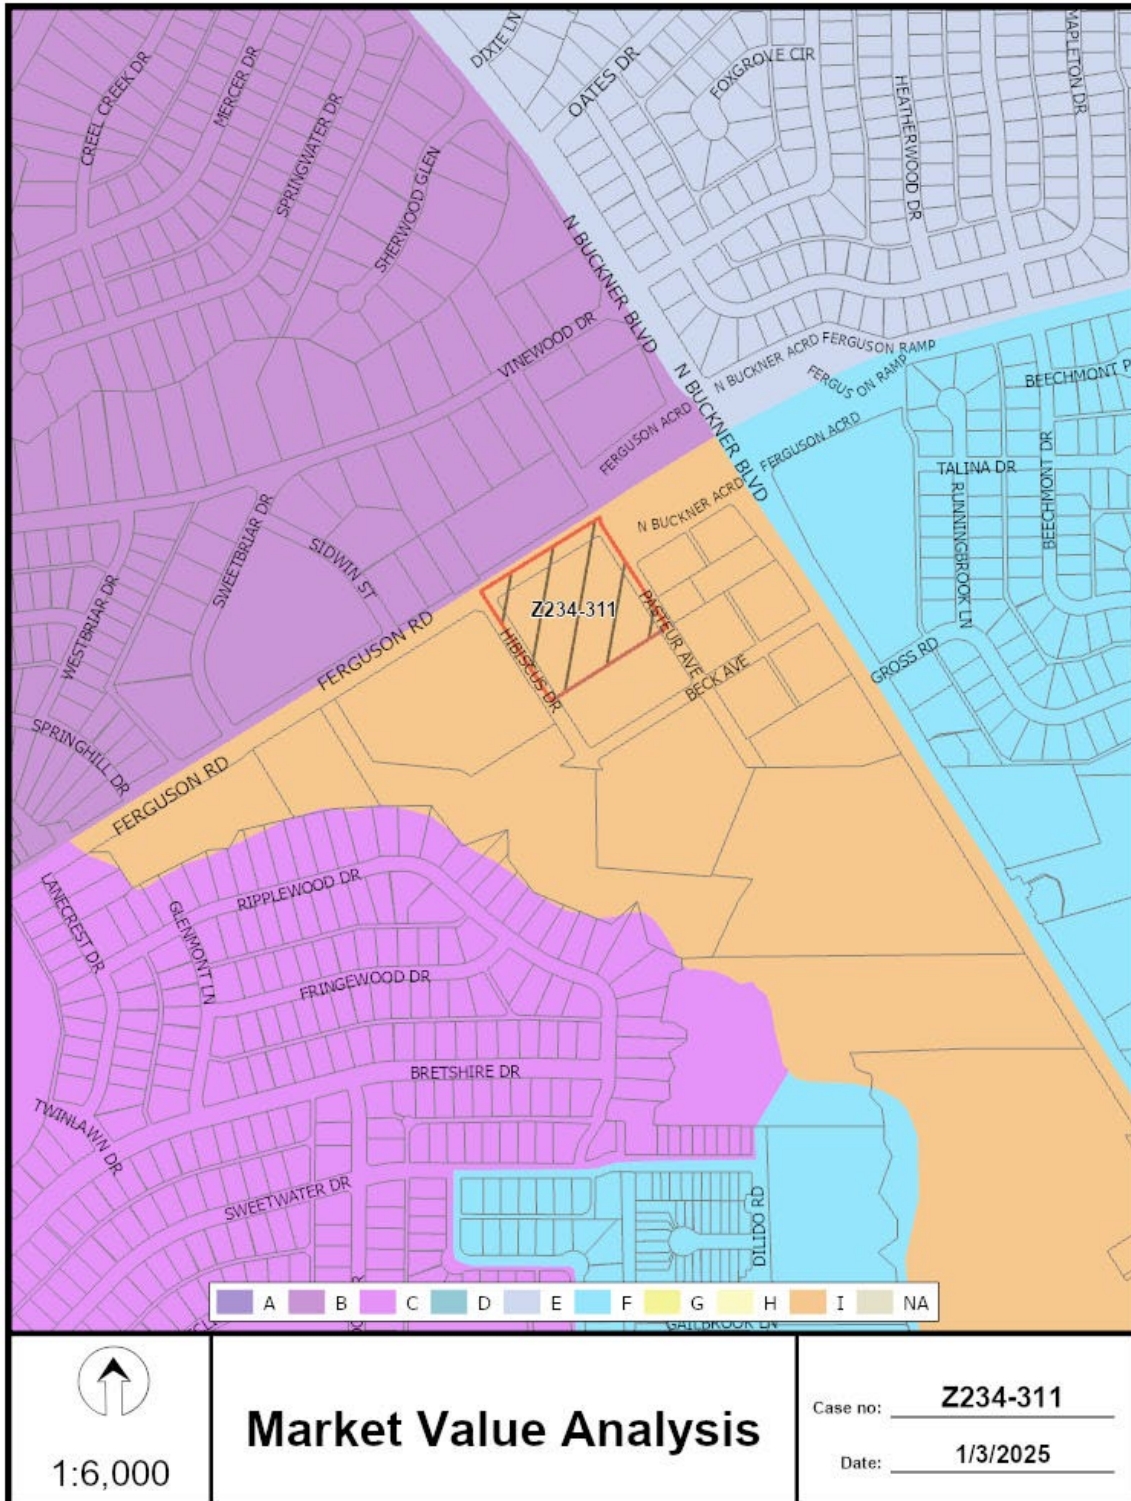 DIXIE LN
OATES DR
FOXGROVE CIR
MAPLETON DR
HEATHERWOOD DR
CREEL CREEK DR
MERCER DR
SPRINGWATER DR
SHERWOOD GLEN
N BUCKNER BLVD
VINEWOOD DR
N BUCKNER ACRD FERGUSON RAMP
FERGUSON RAMP
BEECHMONT P
N BUCKNER BLVD
FERGUSON ACRD
FERGUSON ACRD
TALINA DR
BEECHMONT DR
RUNNINGBROOK LN
N BUCKNER ACRD
SWEETBRIAR DR
SIDWIN ST
WESTBRIAR DR
Z234-311
PASTEUR AVE
HIBISCUS DR
BECK AVE
GROSS RD
FERGUSON RD
SPRINGHILL DR
FERGUSON RD
LANECREST DR
GLENMONT LN
RIPPLEWOOD DR
FRINGEWOOD DR
BRETSHIRE DR
TWINLAWN DR
SWEETWATER DR
DILIDO RD
A B C D E F G H I NA
GAILBROOK LN
1:6,000
Market Value Analysis
Case no: Z234-311
Date: 1/3/2025